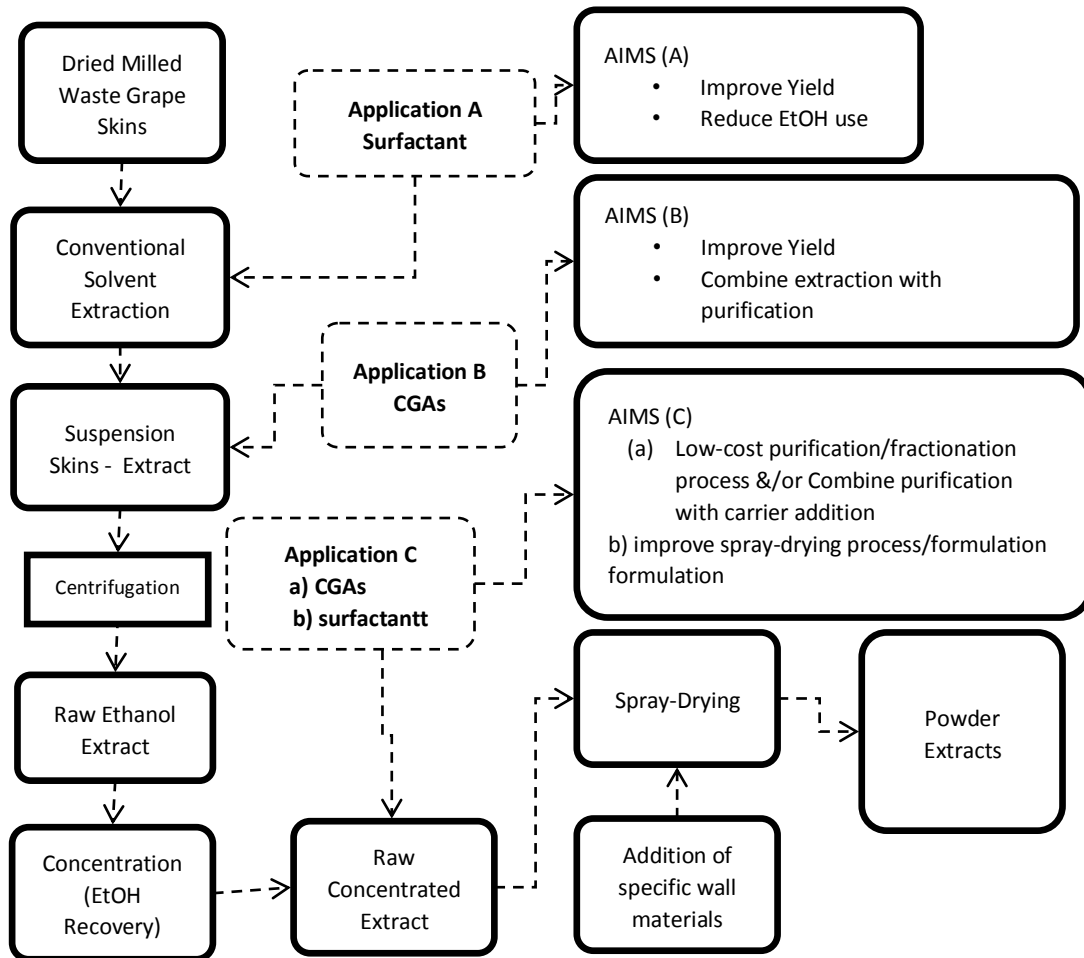 Dried Milled
Waste Grape
Skins
Application A
Surfactant
AIMS (A)
• Improve Yield
• Reduce EtOH use
Conventional
Solvent
Extraction
AIMS (B)
• Improve Yield
• Combine extraction with
purification
Application B
CGAs
Suspension
Skins - Extract
AIMS (C)
(a) Low-cost purification/fractionation
process &/or Combine purification
with carrier addition
b) improve spray-drying process/formulation
formulation
Application C
a) CGAs
b) surfactantt
Centrifugation
Raw Ethanol
Extract
Spray-Drying
Powder
Extracts
Concentration
(EtOH
Recovery)
Raw
Concentrated
Extract
Addition of
specific wall
materials